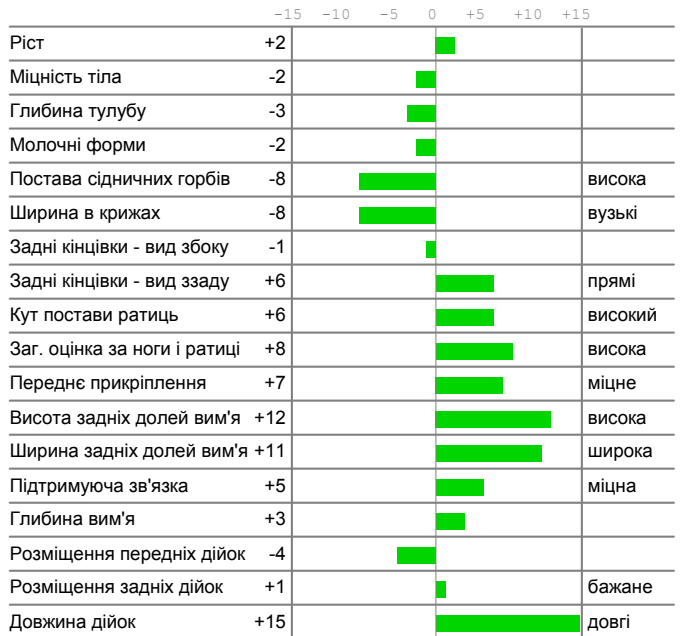 -15 -10 -5 0 +5 +10 +15
Ріст +2
Міцність тіла -2
Глибина тулубу -3
Молочні форми -2
Постава сідничних горбів -8 висока
Ширина в крижах -8 вузькі
Задні кінцівки - вид збоку -1
Задні кінцівки - вид ззаду +6 прямі
Кут постави ратиць +6 високий
Заг. оцінка за ноги і ратиці +8 висока
Переднє прикріплення +7 міцне
Висота задніх долей вим'я +12 висока
Ширина задніх долей вим'я +11 широка
Підтримуюча зв'язка +5 міцна
Глибина вим'я +3
Розміщення передніх дійок -4
Розміщення задніх дійок +1 бажане
Довжина дійок +15 довгі